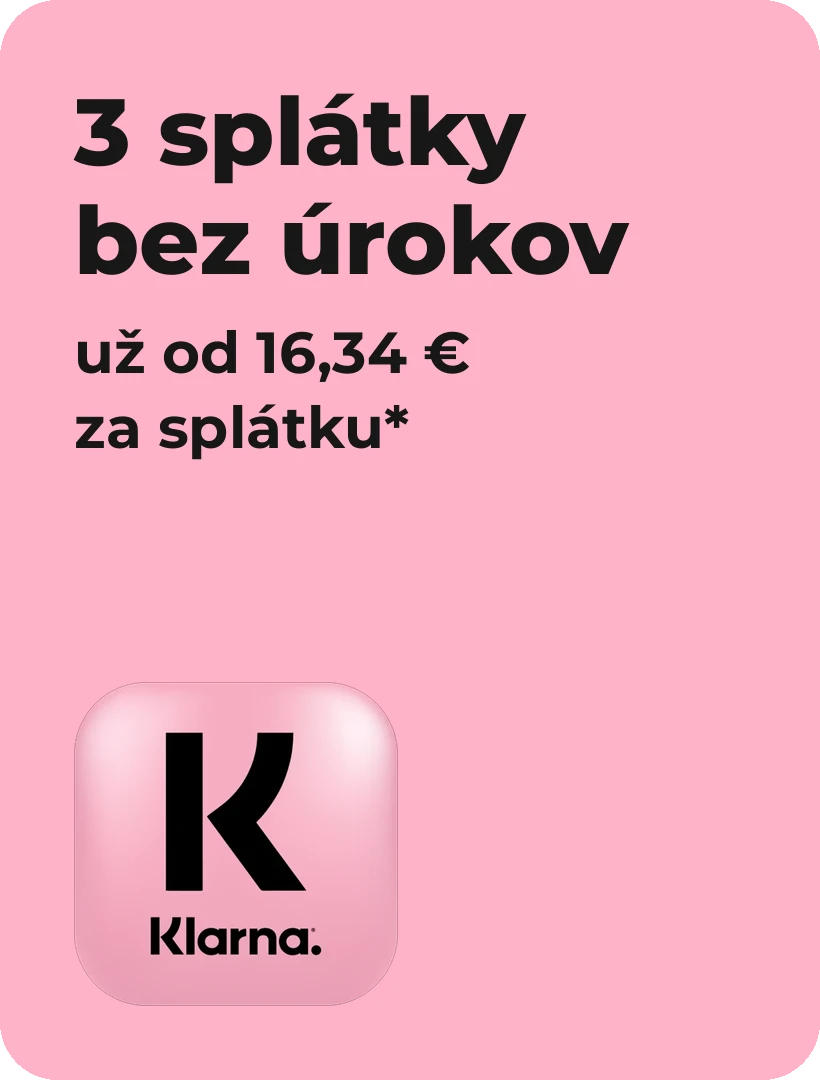 3 splátky
bez úrokov
už od 16,34 €
za splátku*
K
Klarna.